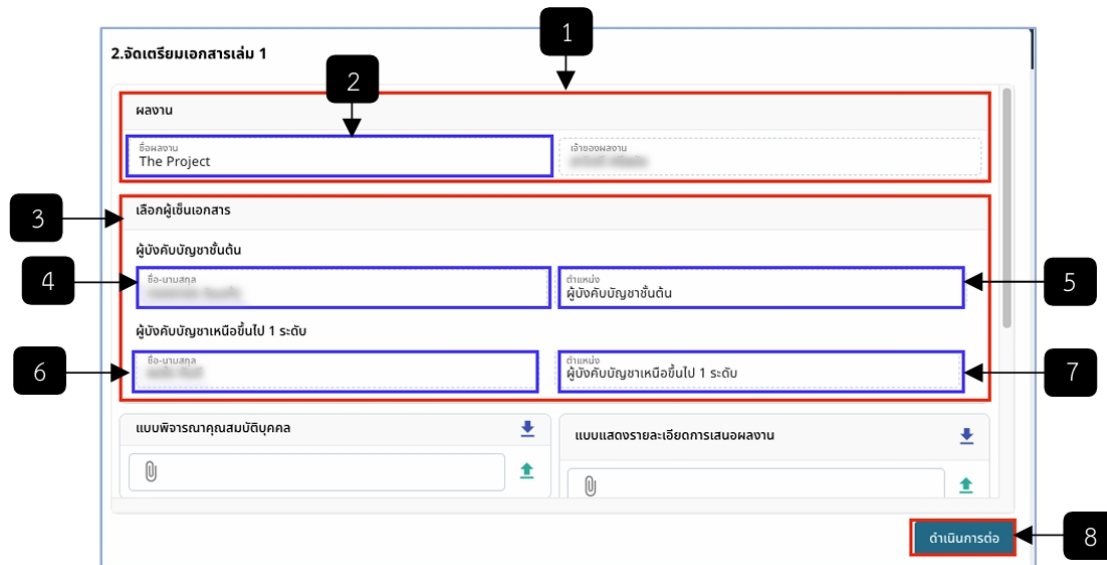 1
2.จัดเตรียมเอกสารเล่ม 1
2
ผลงาน
ชื่อผลงาน
เจ้าของผลงาน
The Project
3
เลือกผู้เซ็นเอกสาร
ผู้บังคับบัญชาชั้นต้น
4
ชื่อ-นามสกุล
ตำแหน่ง
ผู้บังคับบัญชาชั้นต้น
5
ผู้บังคับบัญชาเหนือขึ้นไป 1 ระดับ
6
ชื่อ-นามสกุล
ตำแหน่ง
ผู้บังคับบัญชาเหนือขึ้นไป 1 ระดับ
7
แบบพิจารณาคุณสมบัติบุคคล
แบบแสดงรายละเอียดการเสนอผลงาน
ดำเนินการต่อ
8